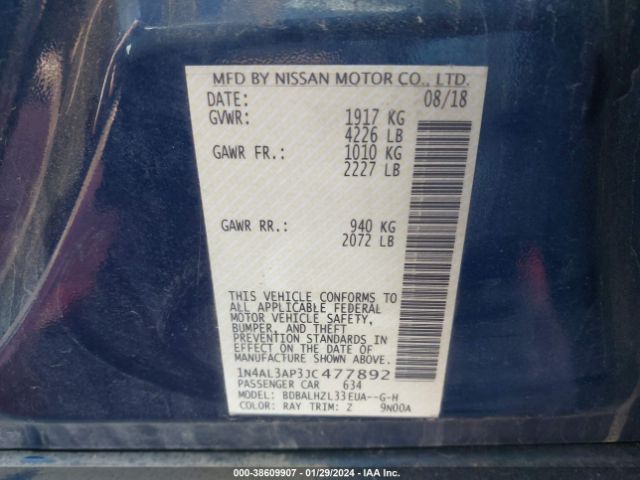 MFD BY NISSAN MOTOR CO., LTD.
DATE: 08/18
GVWR: 1917 KG
4226 LB
GAWR FR.: 1010 KG
2227 LB
GAWR RR.: 940 KG
2072 LB
THIS VEHICLE CONFORMS TO
ALL APPLICABLE FEDERAL
MOTOR VEHICLE SAFETY,
BUMPER, AND THEFT
PREVENTION STANDARDS IN
EFFECT ON THE DATE OF
MANUFACTURE SHOWN ABOVE.
1N4AL3AP3JC477892
PASSENGER CAR 634
MODEL: BDBALHZL33EUA--G-H
COLOR: RAY TRIM: Z 9N00A
000-38609907 - 01/29/2024 - IAA Inc.